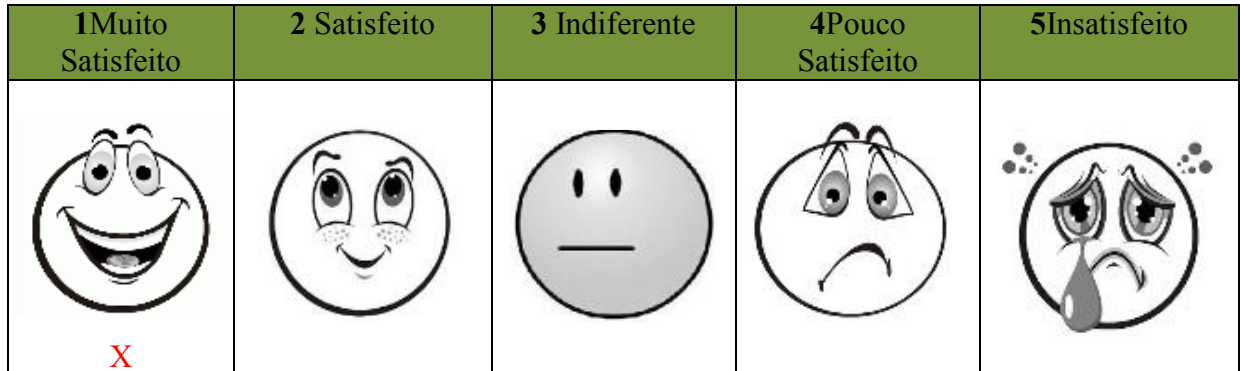 1Muito
Satisfeito
2 Satisfeito
3 Indiferente
4Pouco
Satisfeito
5Insatisfeito
X